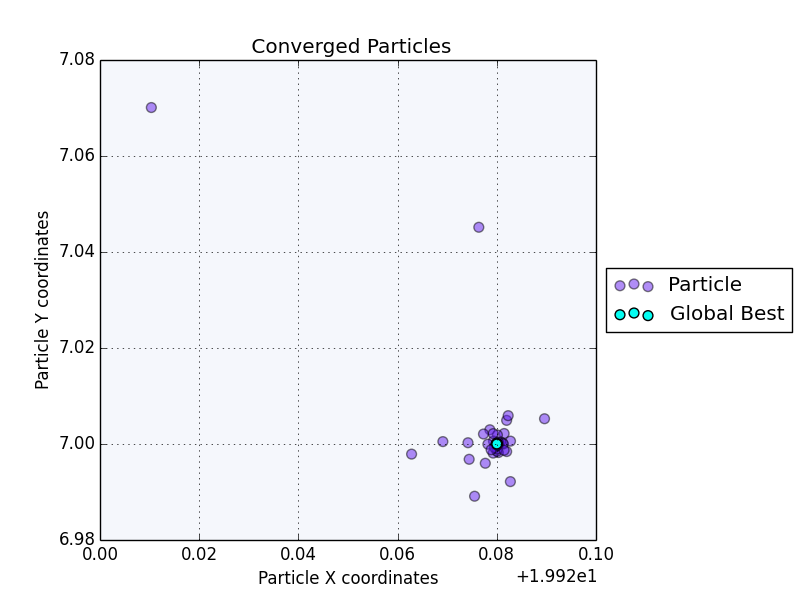 Converged Particles
7.08
7.06
7.04
7.02
7.00
6.98
Particle Y coordinates
0.00 0.02 0.04 0.06 0.08 0.10
Particle X coordinates
+1.992e1
Particle
Global Best